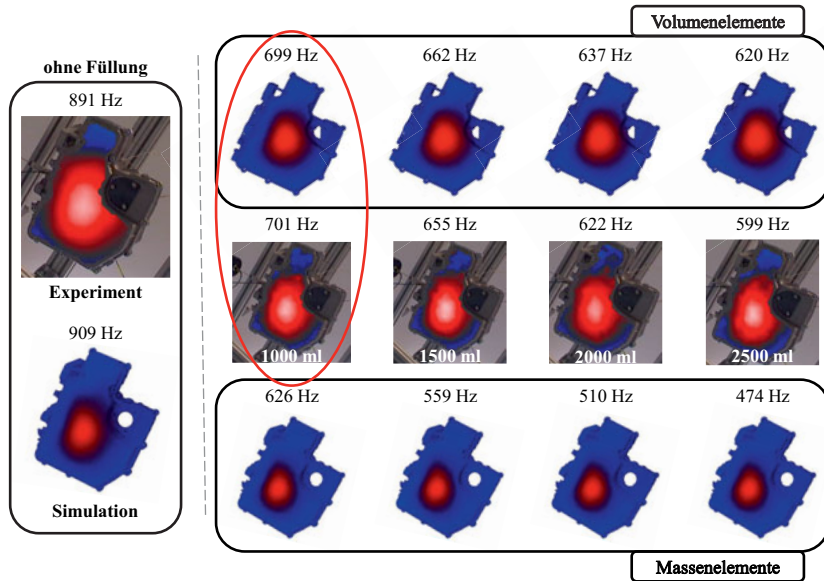 Volumenelemente
ohne Füllung
891 Hz
Experiment
909 Hz
Simulation
699 Hz 662 Hz 637 Hz 620 Hz
701 Hz 655 Hz 622 Hz 599 Hz
1000 ml 1500 ml 2000 ml 2500 ml
626 Hz 559 Hz 510 Hz 474 Hz
Massenelemente